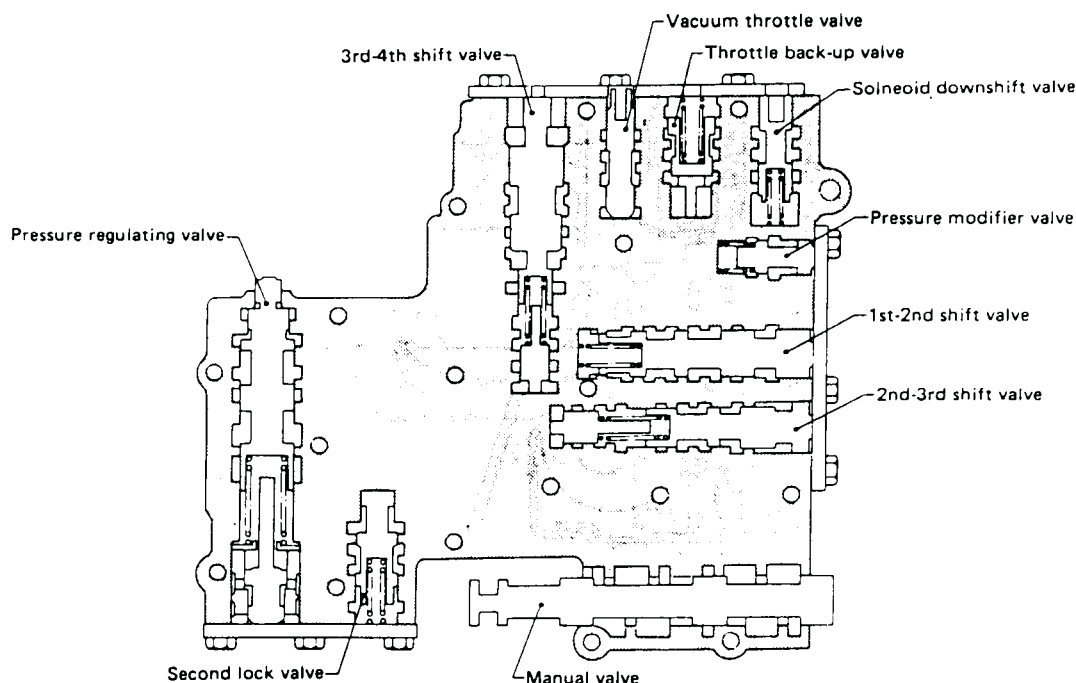 Vacuum throttle valve
3rd-4th shift valve
Throttle back-up valve
Solneoid downshift valve
Pressure regulating valve
Pressure modifier valve
1st-2nd shift valve
2nd-3rd shift valve
Second lock valve
Manual valve